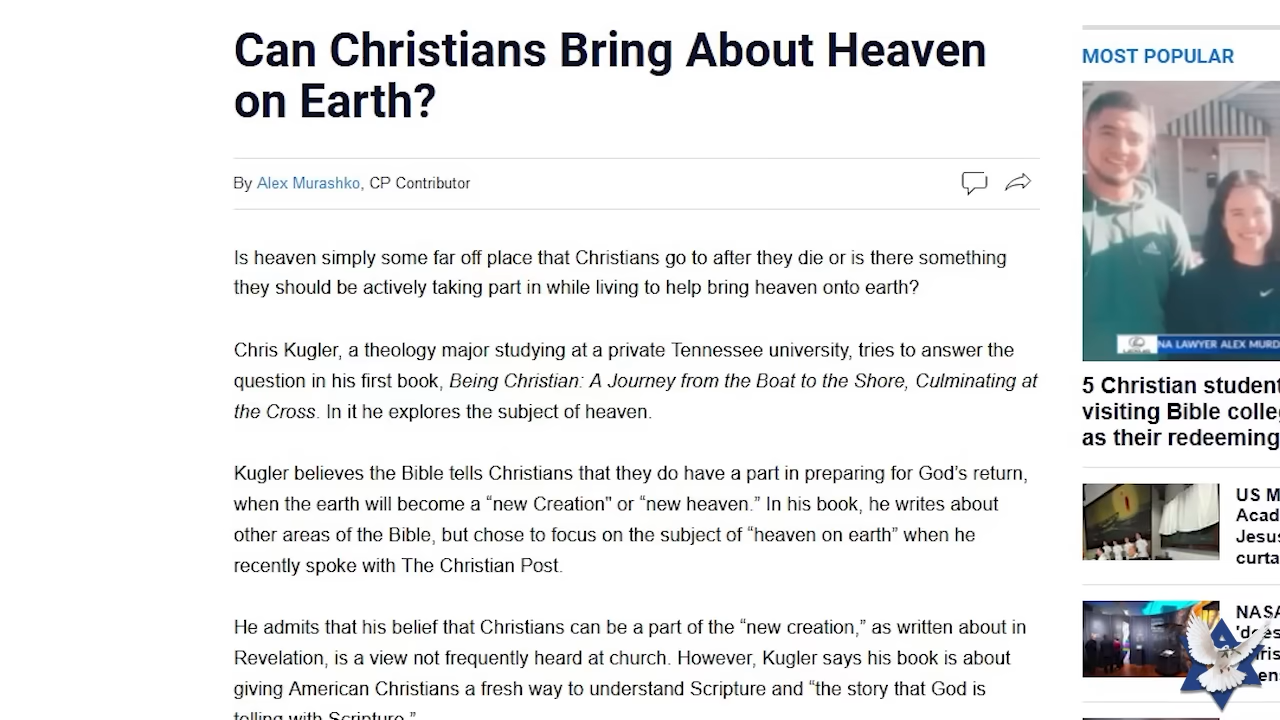 Can Christians Bring About Heaven
on Earth?
By Alex Murashko, CP Contributor
Is heaven simply some far off place that Christians go to after they die or is there something
they should be actively taking part in while living to help bring heaven onto earth?
Chris Kugler, a theology major studying at a private Tennessee university, tries to answer the
question in his first book, Being Christian: A Journey from the Boat to the Shore, Culminating at
the Cross. In it he explores the subject of heaven.
Kugler believes the Bible tells Christians that they do have a part in preparing for God’s return,
when the earth will become a “new Creation" or “new heaven.” In his book, he writes about
other areas of the Bible, but chose to focus on the subject of “heaven on earth” when he
recently spoke with The Christian Post.
He admits that his belief that Christians can be a part of the “new creation,” as written about in
Revelation, is a view not frequently heard at church. However, Kugler says his book is about
giving American Christians a fresh way to understand Scripture and “the story that God is
telling with Scripture.”
MOST POPULAR
LEXUS
NA LAWYER ALEX MURD
5 Christian student
visiting Bible colle
as their redeeming
US M
Acad
Jesus
curta
NASA
'does